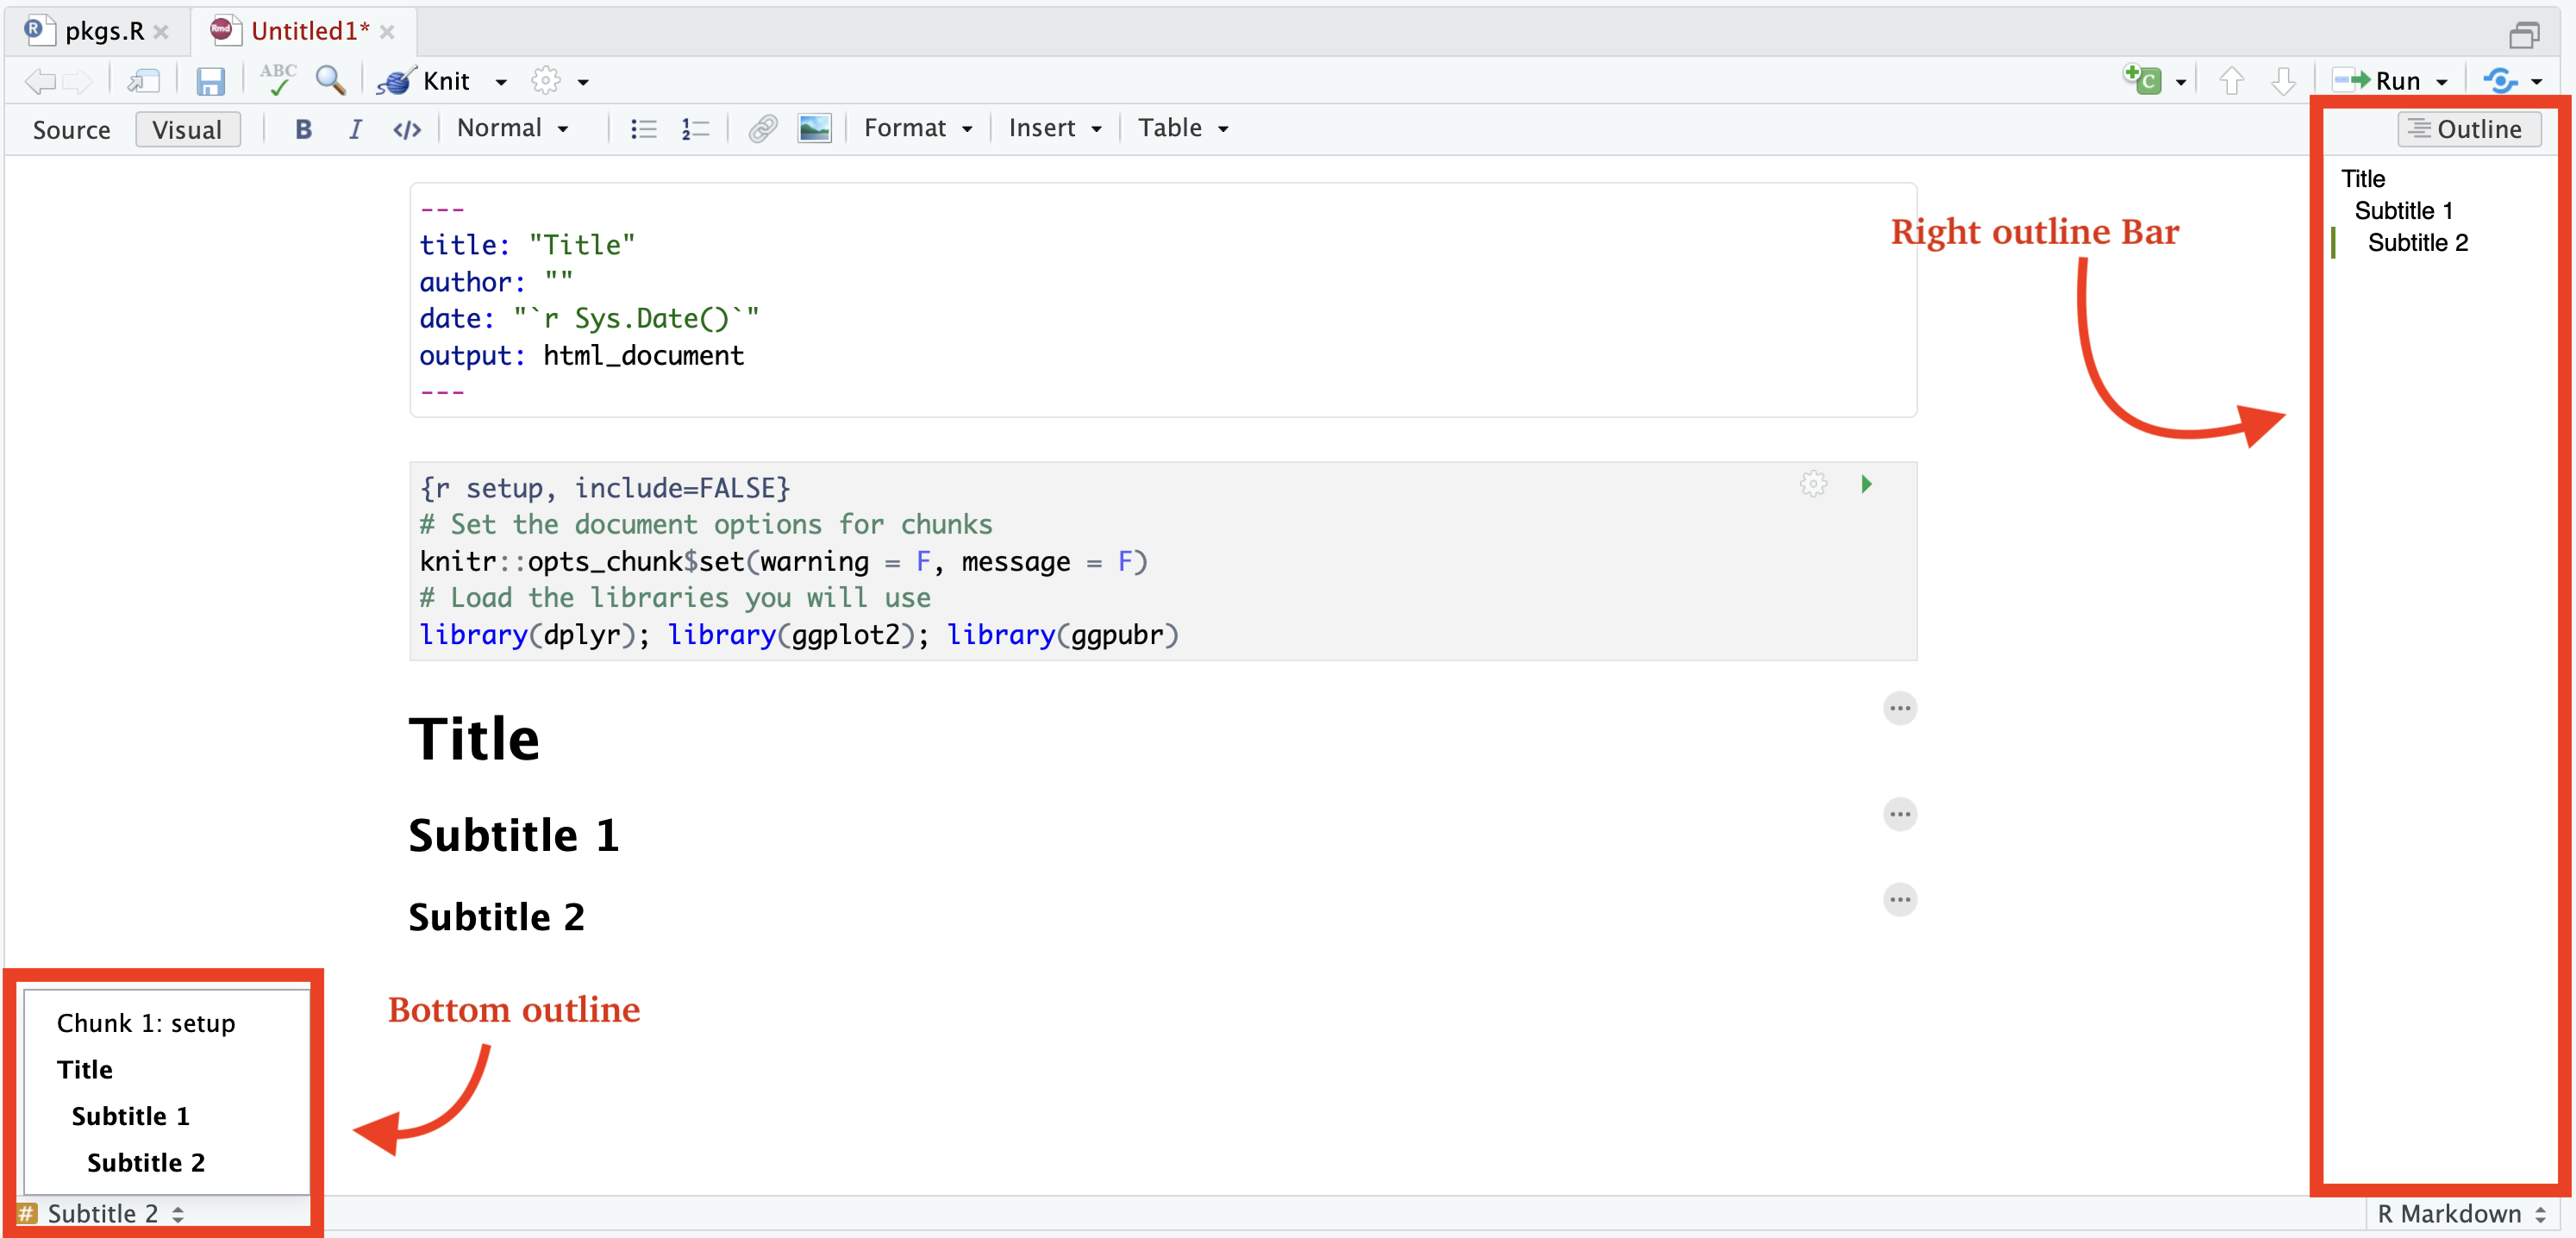 pkgs.R Untitled1*
ABC Knit Run
Source Visual B I </> Normal Format Insert Table Outline
---
title: "Title"
author: ""
date: "`r Sys.Date()`"
output: html_document
---
{r setup, include=FALSE}
# Set the document options for chunks
knitr::opts_chunk$set(warning = F, message = F)
# Load the libraries you will use
library(dplyr); library(ggplot2); library(ggpubr)
Title
Subtitle 1
Subtitle 2
Right outline Bar
Title
Subtitle 1
Subtitle 2
Bottom outline
Chunk 1: setup
Title
Subtitle 1
Subtitle 2
# Subtitle 2
R Markdown